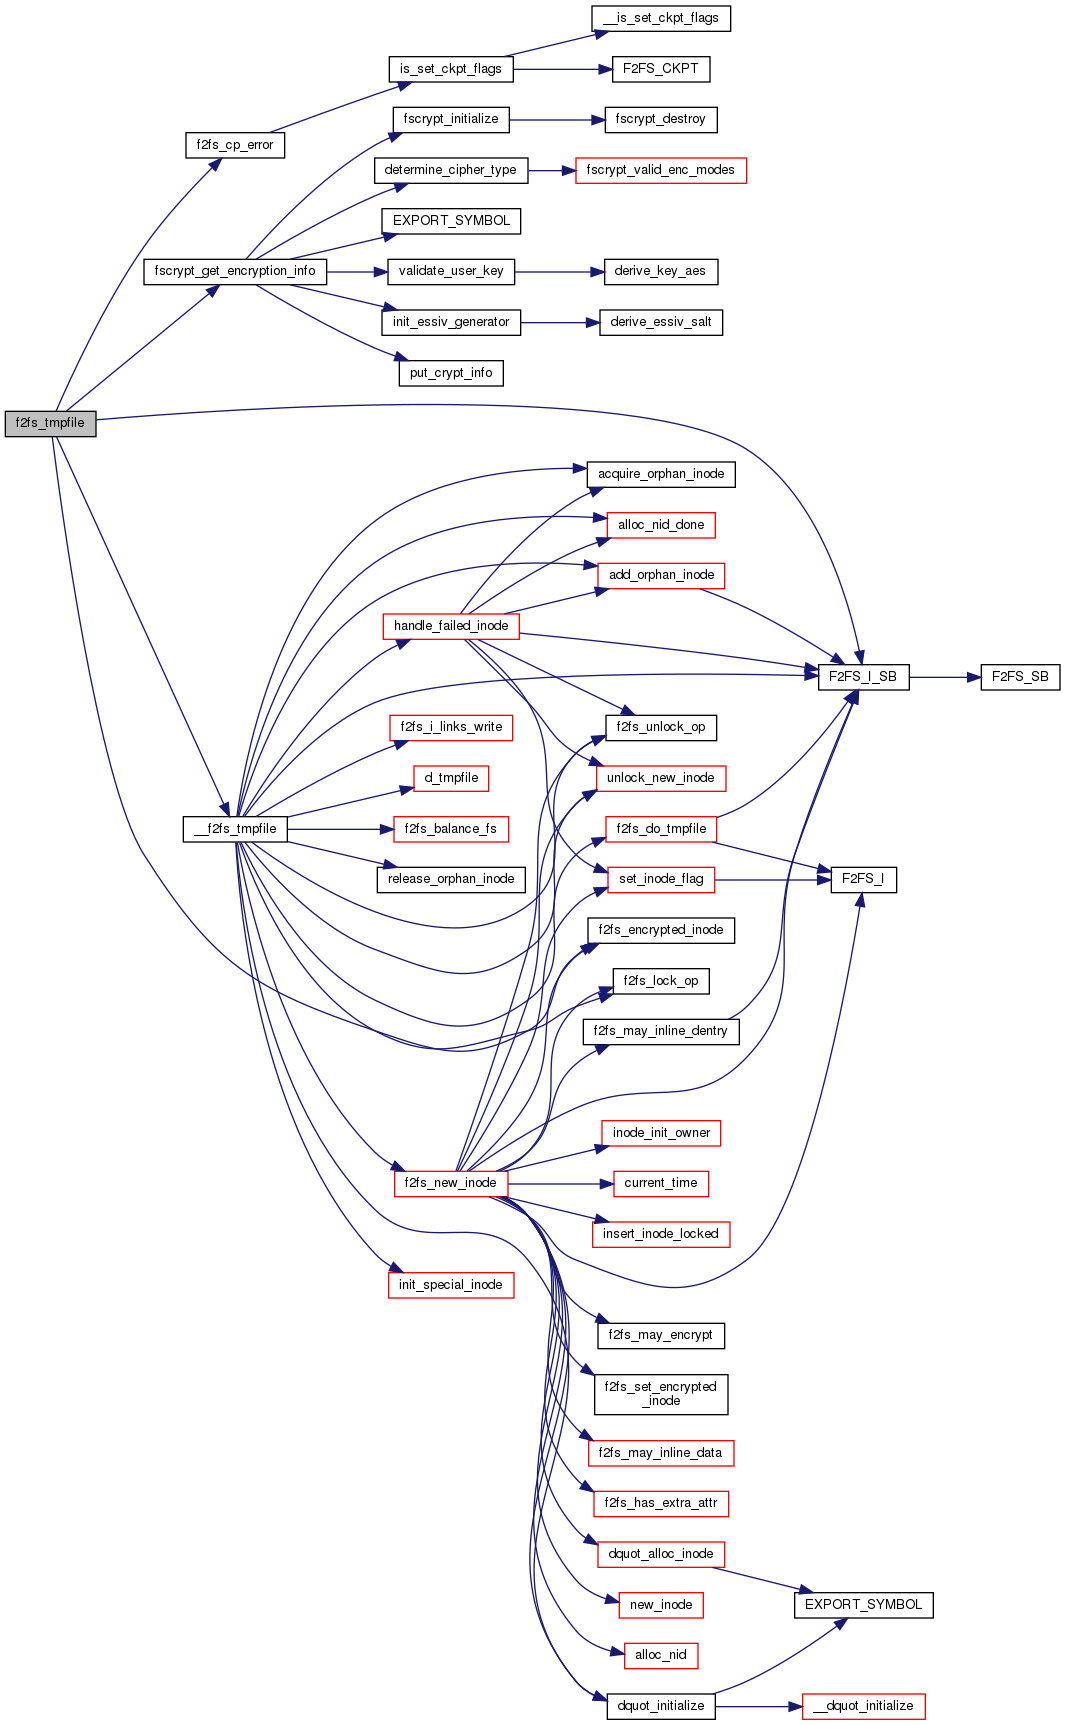 __is_set_ckpt_flags
is_set_ckpt_flags
F2FS_CKPT
fscrypt_initialize
fscrypt_destroy
f2fs_cp_error
determine_cipher_type
fscrypt_valid_enc_modes
EXPORT_SYMBOL
fscrypt_get_encryption_info
validate_user_key
derive_key_aes
init_essiv_generator
derive_essiv_salt
put_crypt_info
f2fs_tmpfile
acquire_orphan_inode
alloc_nid_done
add_orphan_inode
handle_failed_inode
F2FS_I_SB
F2FS_SB
f2fs_i_links_write
f2fs_unlock_op
d_tmpfile
unlock_new_inode
__f2fs_tmpfile
f2fs_balance_fs
f2fs_do_tmpfile
release_orphan_inode
set_inode_flag
F2FS_I
f2fs_encrypted_inode
f2fs_lock_op
f2fs_may_inline_dentry
inode_init_owner
f2fs_new_inode
current_time
insert_inode_locked
init_special_inode
f2fs_may_encrypt
f2fs_set_encrypted
_inode
f2fs_may_inline_data
f2fs_has_extra_attr
dquot_alloc_inode
new_inode
EXPORT_SYMBOL
alloc_nid
dquot_initialize
__dquot_initialize